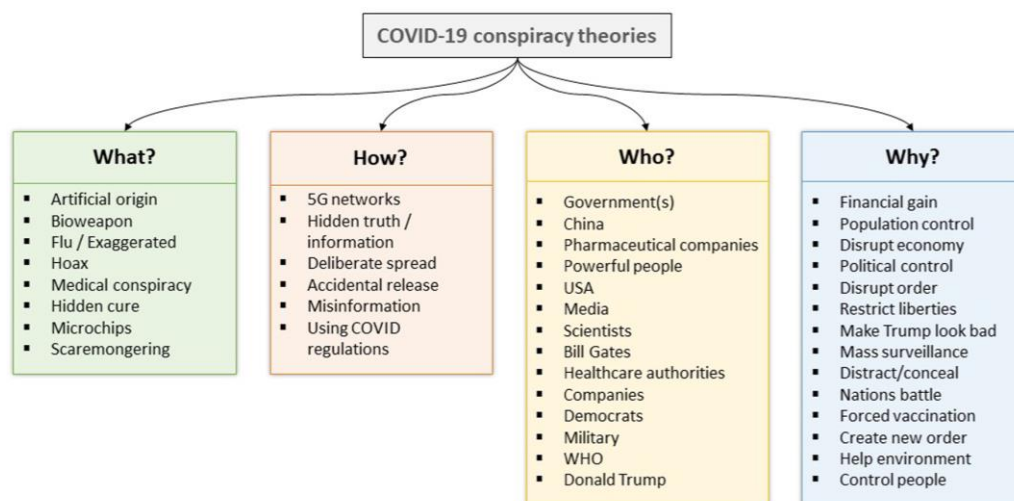 COVID-19 conspiracy theories
What?
▪ Artificial origin
▪ Bioweapon
▪ Flu / Exaggerated
▪ Hoax
▪ Medical conspiracy
▪ Hidden cure
▪ Microchips
▪ Scaremongering
How?
▪ 5G networks
▪ Hidden truth /
information
▪ Deliberate spread
▪ Accidental release
▪ Misinformation
▪ Using COVID
regulations
Who?
▪ Government(s)
▪ China
▪ Pharmaceutical companies
▪ Powerful people
▪ USA
▪ Media
▪ Scientists
▪ Bill Gates
▪ Healthcare authorities
▪ Companies
▪ Democrats
▪ Military
▪ WHO
▪ Donald Trump
Why?
▪ Financial gain
▪ Population control
▪ Disrupt economy
▪ Political control
▪ Disrupt order
▪ Restrict liberties
▪ Make Trump look bad
▪ Mass surveillance
▪ Distract/conceal
▪ Nations battle
▪ Forced vaccination
▪ Create new order
▪ Help environment
▪ Control people